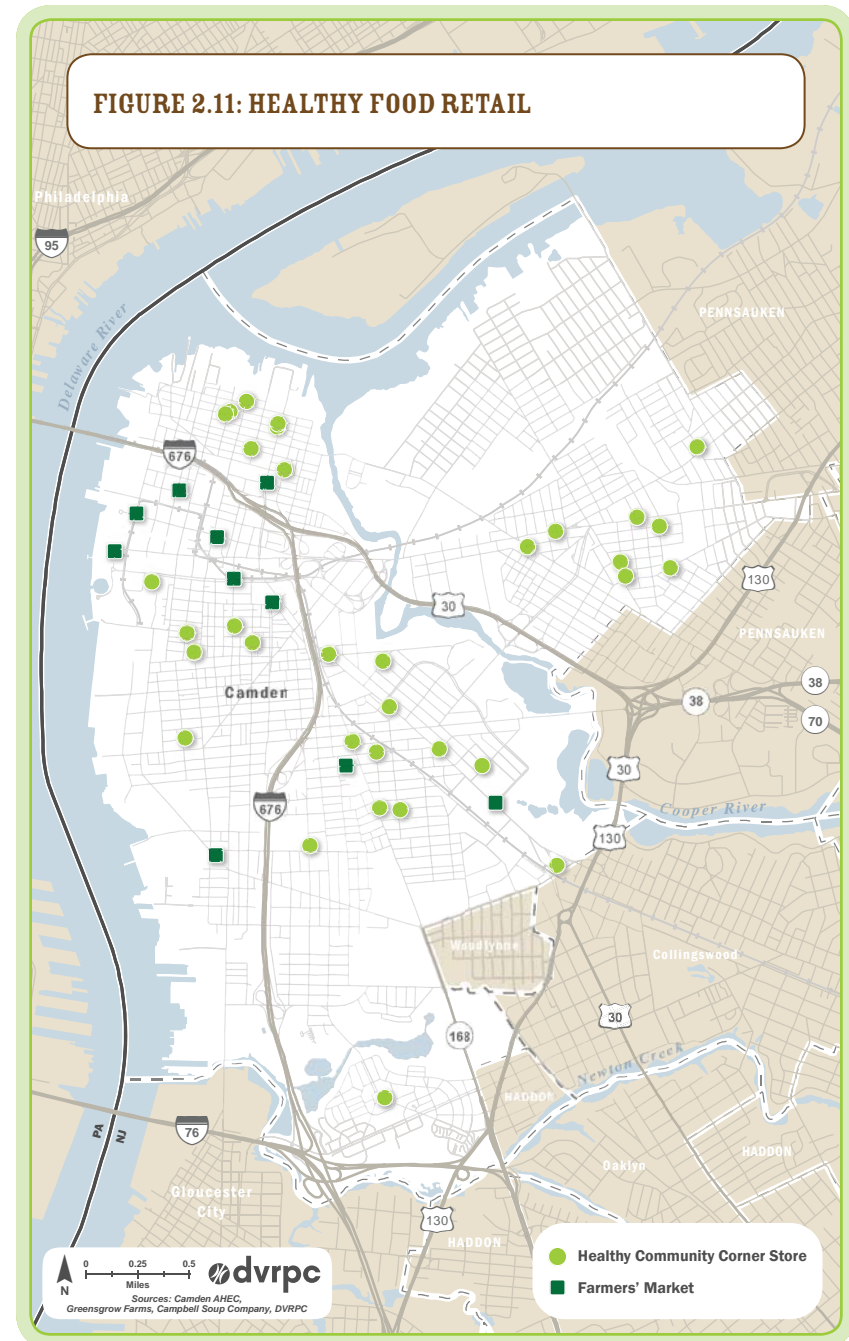 FIGURE 2.11: HEALTHY FOOD RETAIL
Philadelphia
95
Delaware River
PENNSAUKEN
676
30
130
PENNSAUKEN
38
38
70
Camden
30
676
Cooper River
130
Woodlynne
Collingswood
30
168
Newton Creek
HADDON
PA
NJ
76
HADDON
Oaklyn
Gloucester
City
130
HADDON
Healthy Community Corner Store
Farmers' Market
N
0 0.25 0.5
Miles
dvrpc
Sources: Camden AHEC,
Greensgrow Farms, Campbell Soup Company, DVRPC